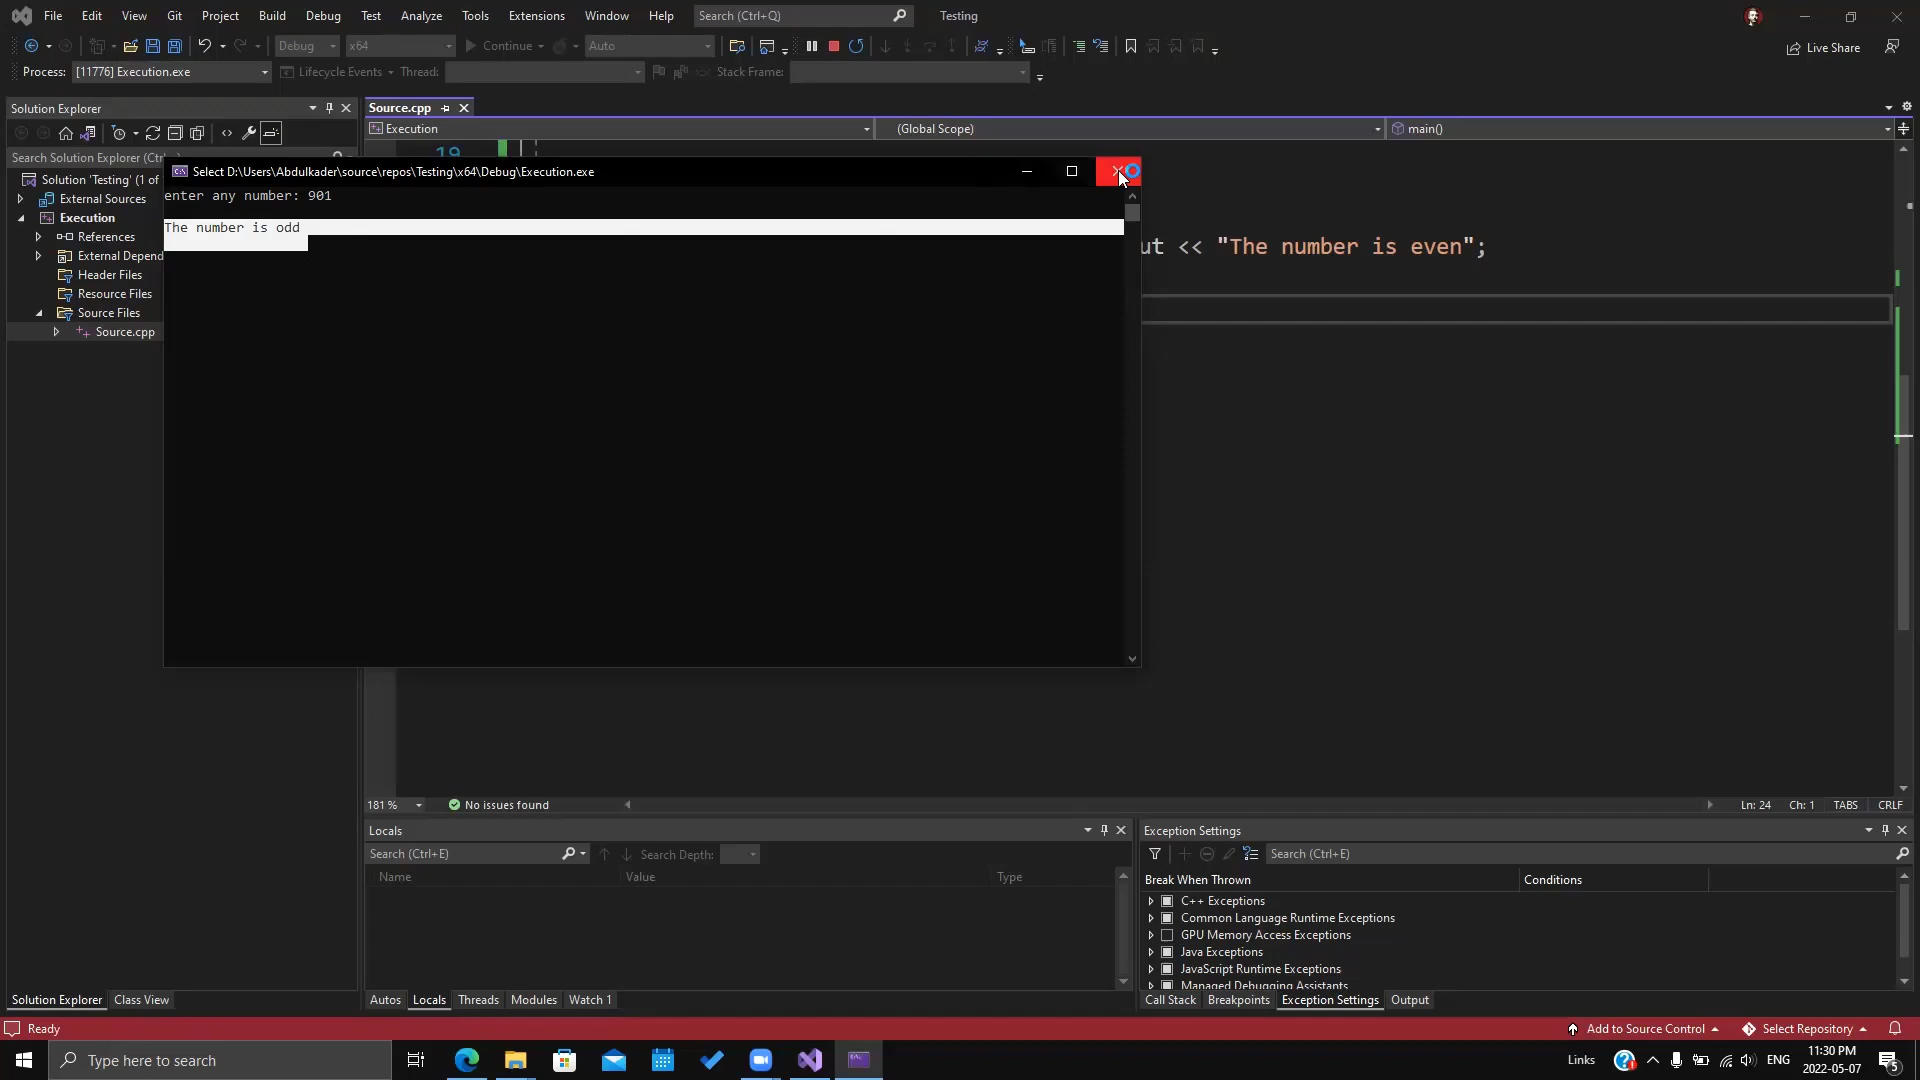 File Edit View Git Project Build Debug Test Analyze Tools Extensions Window Help Search (Ctrl+Q) Testing
Debug x64 Continue Auto Live Share
Process: [11776] Execution.exe Lifecycle Events Thread: Stack Frame:
Solution Explorer
Source.cpp
Execution (Global Scope) main()
Search Solution Explorer (Ctrl
19
Select D:\Users\Abdulkader\source\repos\Testing\x64\Debug\Execution.exe
Solution 'Testing' (1 of
enter any number: 901
External Sources
Execution
The number is odd
References
ut << "The number is even";
External Depend
Header Files
Resource Files
Source Files
Source.cpp
181 % No issues found Ln: 24 Ch: 1 TABS CRLF
Locals
Search (Ctrl+E) Search Depth:
Name Value Type
Exception Settings
Search (Ctrl+E)
Break When Thrown Conditions
C++ Exceptions
Common Language Runtime Exceptions
GPU Memory Access Exceptions
Java Exceptions
JavaScript Runtime Exceptions
Managed Debugging Assistants
Solution Explorer Class View
Autos Locals Threads Modules Watch 1
Call Stack Breakpoints Exception Settings Output
Ready Add to Source Control Select Repository
Type here to search
Links ENG 11:30 PM
2022-05-07
5